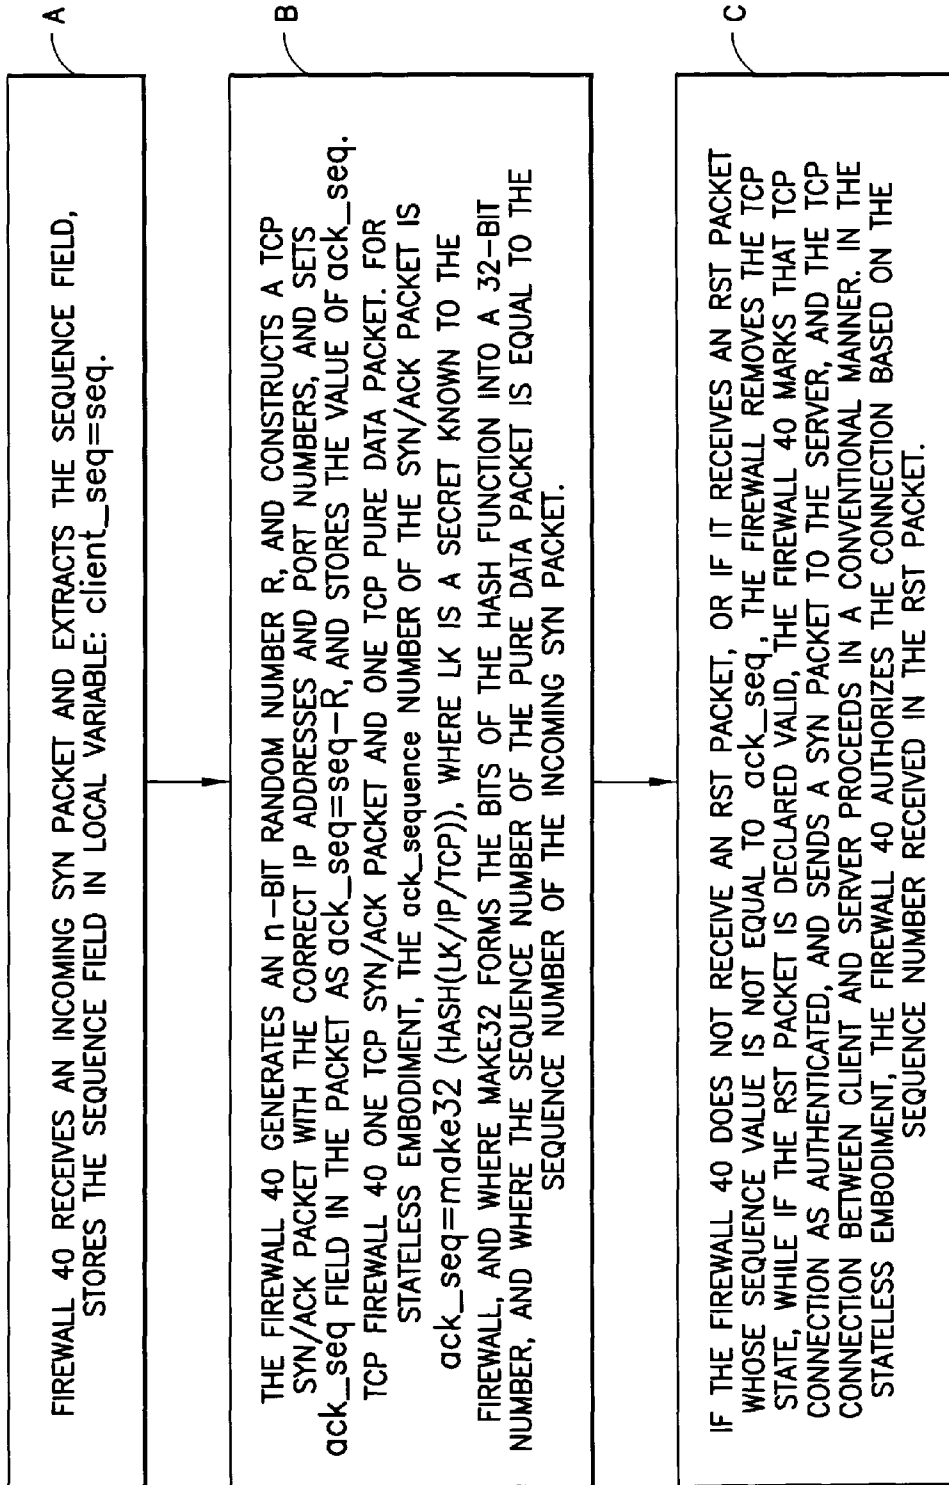 A
FIREWALL 40 RECEIVES AN INCOMING SYN PACKET AND EXTRACTS THE SEQUENCE FIELD,
STORES THE SEQUENCE FIELD IN LOCAL VARIABLE: client_seq=seq.
B
THE FIREWALL 40 GENERATES AN n-BIT RANDOM NUMBER R, AND CONSTRUCTS A TCP
SYN/ACK PACKET WITH THE CORRECT IP ADDRESSES AND PORT NUMBERS, AND SETS
ack_seq FIELD IN THE PACKET AS ack_seq=seq-R, AND STORES THE VALUE OF ack_seq.
TCP FIREWALL 40 ONE TCP SYN/ACK PACKET AND ONE TCP PURE DATA PACKET. FOR
STATELESS EMBODIMENT, THE ack_sequence NUMBER OF THE SYN/ACK PACKET IS
ack_seq=make32 (HASH(LK/IP/TCP)), WHERE LK IS A SECRET KNOWN TO THE
FIREWALL, AND WHERE MAKE32 FORMS THE BITS OF THE HASH FUNCTION INTO A 32-BIT
NUMBER, AND WHERE THE SEQUENCE NUMBER OF THE PURE DATA PACKET IS EQUAL TO THE
SEQUENCE NUMBER OF THE INCOMING SYN PACKET.
C
IF THE FIREWALL 40 DOES NOT RECEIVE AN RST PACKET, OR IF IT RECEIVES AN RST PACKET
WHOSE SEQUENCE VALUE IS NOT EQUAL TO ack_seq, THE FIREWALL REMOVES THE TCP
STATE, WHILE IF THE RST PACKET IS DECLARED VALID, THE FIREWALL 40 MARKS THAT TCP
CONNECTION AS AUTHENTICATED, AND SENDS A SYN PACKET TO THE SERVER, AND THE TCP
CONNECTION BETWEEN CLIENT AND SERVER PROCEEDS IN A CONVENTIONAL MANNER. IN THE
STATELESS EMBODIMENT, THE FIREWALL 40 AUTHORIZES THE CONNECTION BASED ON THE
SEQUENCE NUMBER RECEIVED IN THE RST PACKET.